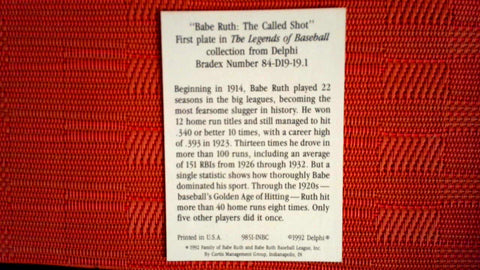 "Babe Ruth: The Called Shot"
First plate in The Legends of Baseball
collection from Delphi
Bradex Number 84-D19-19.1
Beginning in 1914, Babe Ruth played 22
seasons in the big leagues, becoming the
most fearsome slugger in history. He won
12 home run titles and still managed to hit
.340 or better 10 times, with a career high
of .393 in 1923. Thirteen times he drove in
more than 100 runs, including an average
of 151 RBIs from 1926 through 1932. But a
single statistic shows how thoroughly Babe
dominated his sport. Through the 1920s—
baseball's Golden Age of Hitting—Ruth hit
more than 40 home runs eight times. Only
five other players did it once.
Printed in U.S.A. 9851-INBC ©1992 Delphi®
©1992 Family of Babe Ruth and Babe Ruth Baseball League, Inc.
By Curtis Management Group, Indianapolis, IN